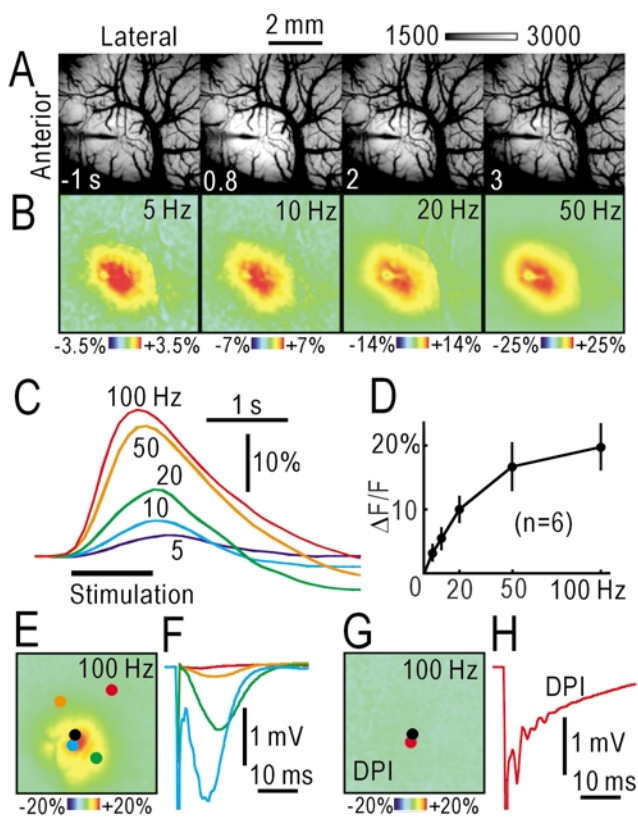 Lateral
2 mm
1500
3000
A
Anterior
-1 s
0.8
2
3
B
5 Hz
10 Hz
20 Hz
50 Hz
-3.5% +3.5%
-7% +7%
-14% +14%
-25% +25%
C
100 Hz
50
20
10
5
1 s
10%
Stimulation
D
20%
10
ΔF/F
(n=6)
0
20
50
100 Hz
E
100 Hz
-20% +20%
F
1 mV
10 ms
G
100 Hz
DPI
-20% +20%
H
DPI
1 mV
10 ms